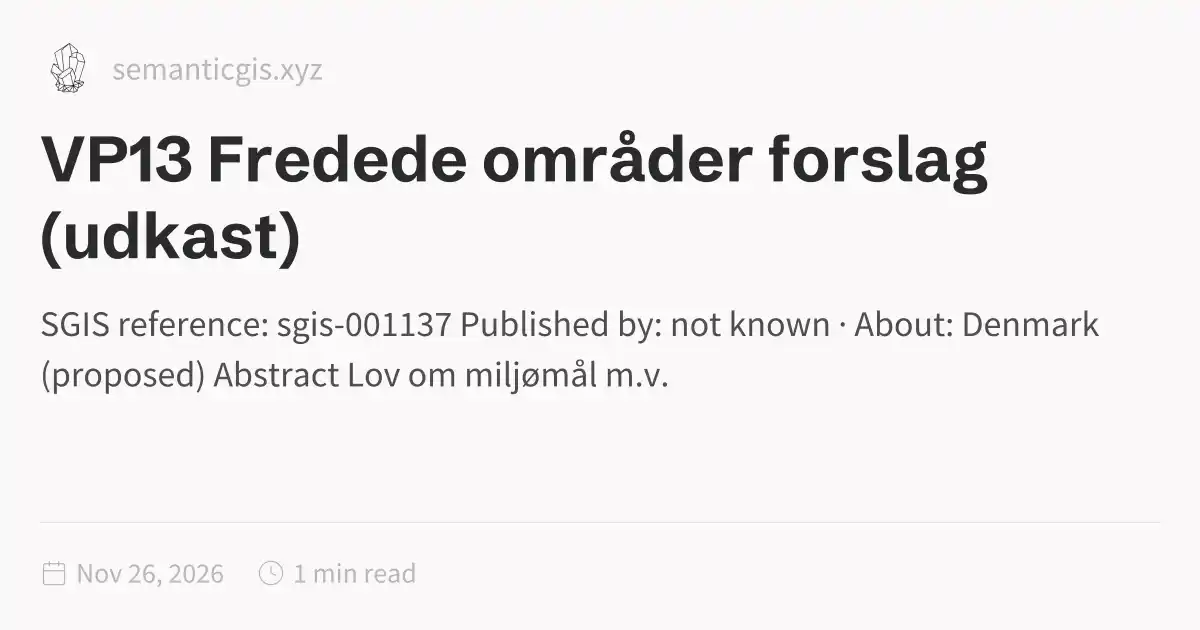 semanticgis.xyz
VP13 Fredede områder forslag
(udkast)
SGIS reference: sgis-001137 Published by: not known · About: Denmark
(proposed) Abstract Lov om miljømål m.v.
Nov 26, 2026 1 min read